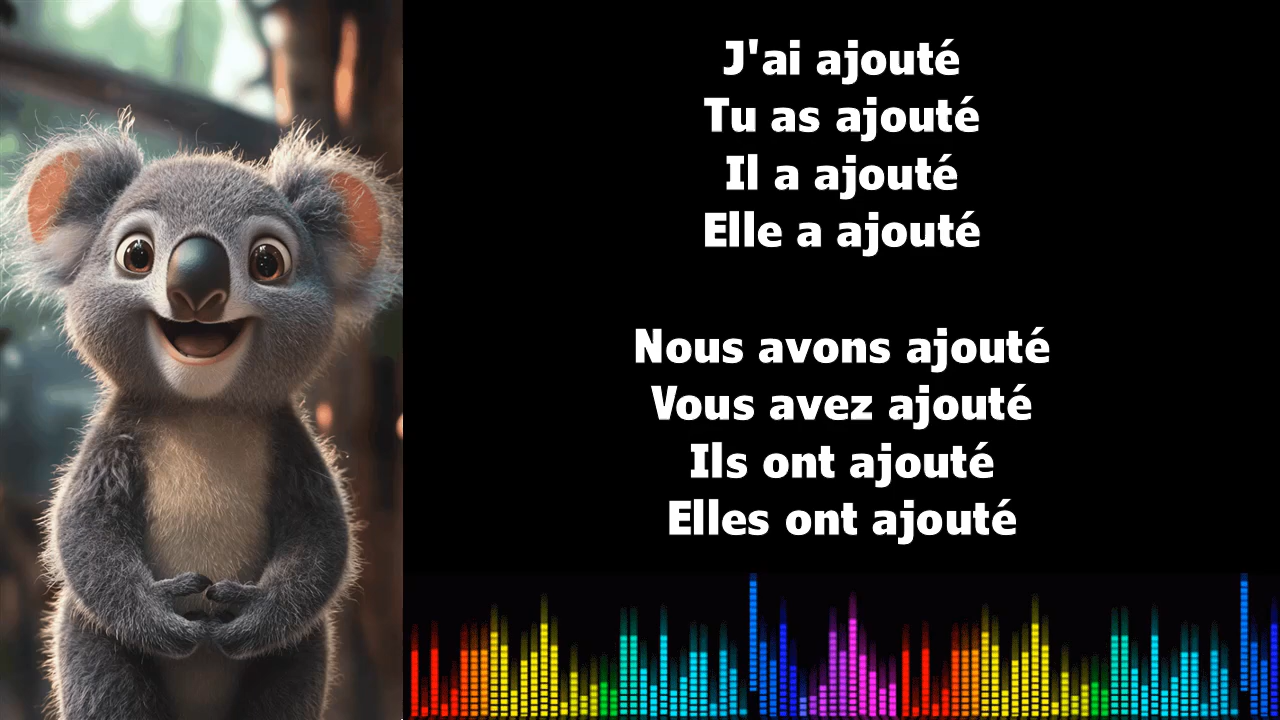 J'ai ajouté
Tu as ajouté
Il a ajouté
Elle a ajouté
Nous avons ajouté
Vous avez ajouté
Ils ont ajouté
Elles ont ajouté